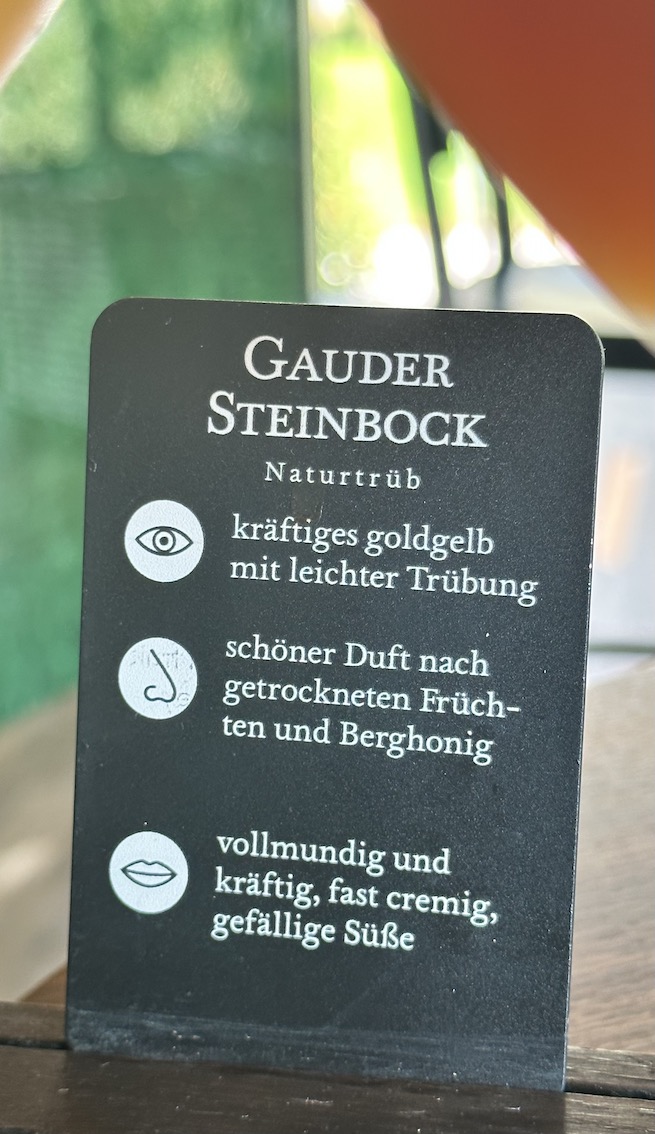 GAUDER
STEINBOCK
Naturtrüb
kräftiges goldgelb
mit leichter Trübung
schöner Duft nach
getrockneten Früch-
ten und Berghonig
vollmundig und
kräftig, fast cremig,
gefällige Süße